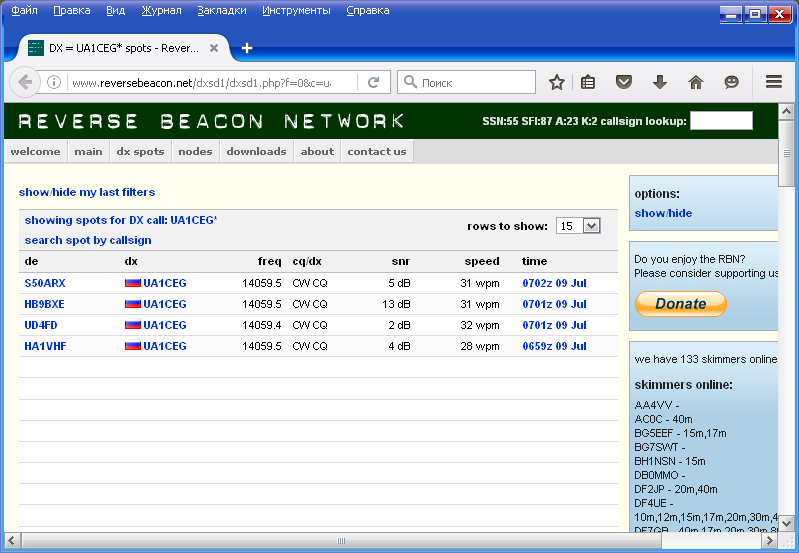 Файл Правка Вид Журнал Закладки Инструменты Справка
DX = UA1CEG* spots - Rever...
www.reversebeacon.net/dxsd1/dxsd1.php?f=0&c=u
Поиск
REVERSE BEACON NETWORK
SSN:55 SFI:87 A:23 K:2 callsign lookup:
welcome main dx spots nodes downloads about contact us
show/hide my last filters
showing spots for DX call: UA1CEG*
search spot by callsign
rows to show: 15
de dx freq cq/dx snr speed time
S50ARX UA1CEG 14059.5 CW CQ 5 dB 31 wpm 0702z 09 Jul
HB9BXE UA1CEG 14059.5 CW CQ 13 dB 31 wpm 0701z 09 Jul
UD4FD UA1CEG 14059.4 CW CQ 2 dB 32 wpm 0701z 09 Jul
HA1VHF UA1CEG 14059.5 CW CQ 4 dB 28 wpm 0659z 09 Jul
options:
show/hide
Do you enjoy the RBN?
Please consider supporting us
Donate
we have 133 skimmers online
skimmers online:
AA4VV -
AC0C - 40m
BG5EEF - 15m,17m
BG7SWT -
BH1NSN - 15m
DB0MMO -
DF2JP - 20m,40m
DF4UE -
10m,12m,15m,17m,20m,30m,4